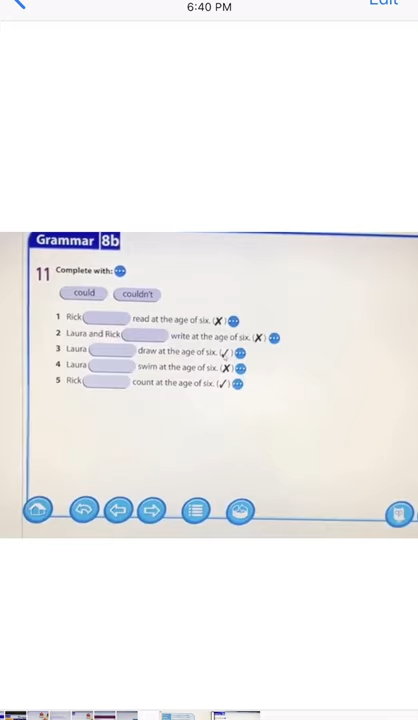 6:40 PM
Edit
Grammar 8b
11 Complete with:
could couldn't
1 Rick read at the age of six. (✗)
2 Laura and Rick write at the age of six. (✗)
3 Laura draw at the age of six. (✓)
4 Laura swim at the age of six. (✗)
5 Rick count at the age of six. (✓)